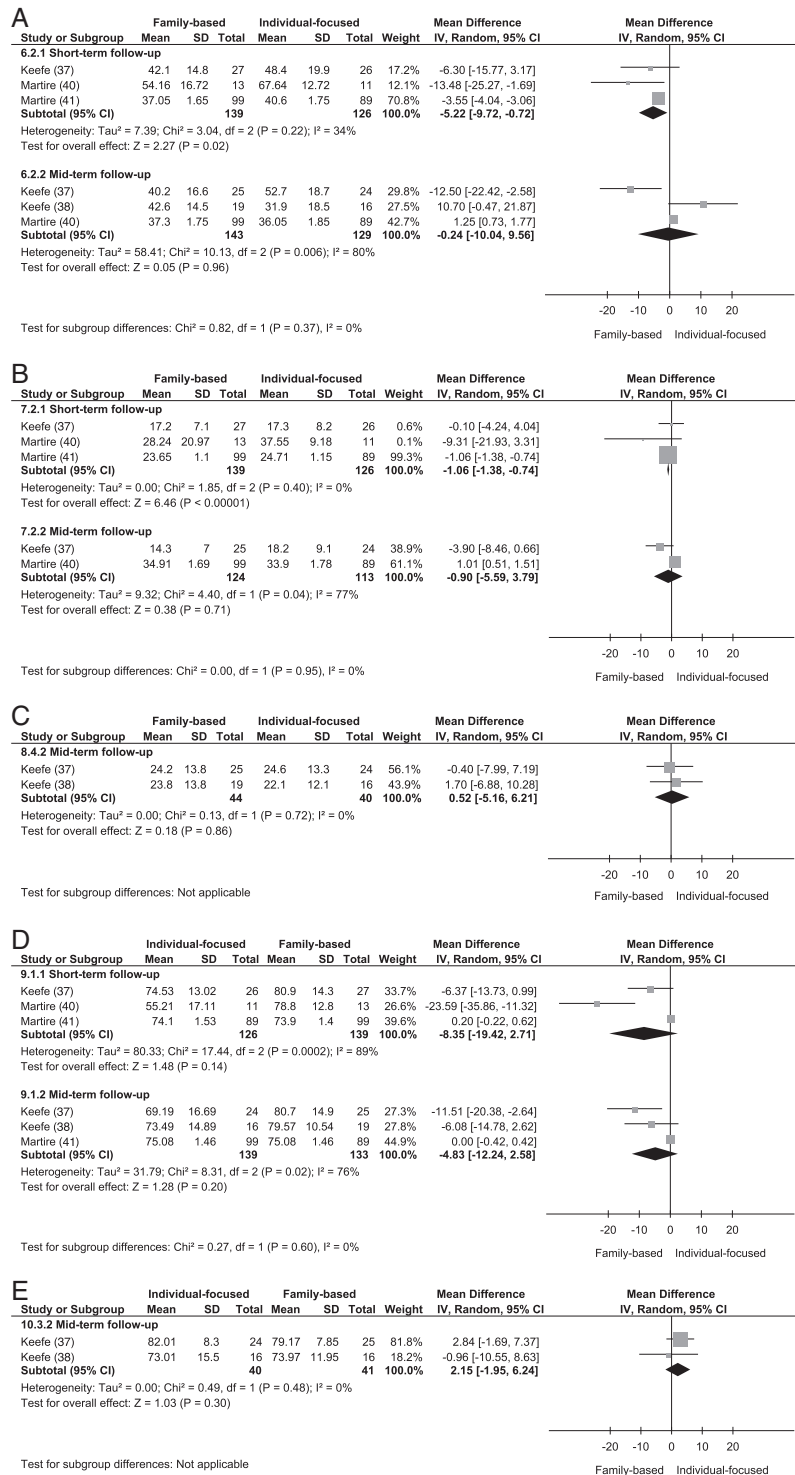 A
Family-based Individual-focused Mean Difference Mean Difference
Study or Subgroup Mean SD Total Mean SD Total Weight IV, Random, 95% CI IV, Random, 95% CI
6.2.1 Short-term follow-up
Keefe (37) 42.1 14.8 27 48.4 19.9 26 17.2% -6.30 [-15.77, 3.17]
Martire (40) 54.16 16.72 13 67.64 12.72 11 12.1% -13.48 [-25.27, -1.69]
Martire (41) 37.05 1.65 99 40.6 1.75 89 70.8% -3.55 [-4.04, -3.06]
Subtotal (95% CI) 139 126 100.0% -5.22 [-9.72, -0.72]
Heterogeneity: Tau² = 7.39; Chi² = 3.04, df = 2 (P = 0.22); I² = 34%
Test for overall effect: Z = 2.27 (P = 0.02)
6.2.2 Mid-term follow-up
Keefe (37) 40.2 16.6 25 52.7 18.7 24 29.8% -12.50 [-22.42, -2.58]
Keefe (38) 42.6 14.5 19 31.9 18.5 16 27.5% 10.70 [-0.47, 21.87]
Martire (40) 37.3 1.75 99 36.05 1.85 89 42.7% 1.25 [0.73, 1.77]
Subtotal (95% CI) 143 129 100.0% -0.24 [-10.04, 9.56]
Heterogeneity: Tau² = 58.41; Chi² = 10.13, df = 2 (P = 0.006); I² = 80%
Test for overall effect: Z = 0.05 (P = 0.96)
-20 -10 0 10 20
Test for subgroup differences: Chi² = 0.82, df = 1 (P = 0.37), I² = 0%
Family-based Individual-focused
B
Family-based Individual-focused Mean Difference Mean Difference
Study or Subgroup Mean SD Total Mean SD Total Weight IV, Random, 95% CI IV, Random, 95% CI
7.2.1 Short-term follow-up
Keefe (37) 17.2 7.1 27 17.3 8.2 26 0.6% -0.10 [-4.24, 4.04]
Martire (40) 28.24 20.97 13 37.55 9.18 11 0.1% -9.31 [-21.93, 3.31]
Martire (41) 23.65 1.1 99 24.71 1.15 89 99.3% -1.06 [-1.38, -0.74]
Subtotal (95% CI) 139 126 100.0% -1.06 [-1.38, -0.74]
Heterogeneity: Tau² = 0.00; Chi² = 1.85, df = 2 (P = 0.40); I² = 0%
Test for overall effect: Z = 6.46 (P < 0.00001)
7.2.2 Mid-term follow-up
Keefe (37) 14.3 7 25 18.2 9.1 24 38.9% -3.90 [-8.46, 0.66]
Martire (40) 34.91 1.69 99 33.9 1.78 89 61.1% 1.01 [0.51, 1.51]
Subtotal (95% CI) 124 113 100.0% -0.90 [-5.59, 3.79]
Heterogeneity: Tau² = 9.32; Chi² = 4.40, df = 1 (P = 0.04); I² = 77%
Test for overall effect: Z = 0.38 (P = 0.71)
-20 -10 0 10 20
Test for subgroup differences: Chi² = 0.00, df = 1 (P = 0.95), I² = 0%
Family-based Individual-focused
C
Family-based Individual-focused Mean Difference Mean Difference
Study or Subgroup Mean SD Total Mean SD Total Weight IV, Random, 95% CI IV, Random, 95% CI
8.4.2 Mid-term follow-up
Keefe (37) 24.2 13.8 25 24.6 13.3 24 56.1% -0.40 [-7.99, 7.19]
Keefe (38) 23.8 13.8 19 22.1 12.1 16 43.9% 1.70 [-6.88, 10.28]
Subtotal (95% CI) 44 40 100.0% 0.52 [-5.16, 6.21]
Heterogeneity: Tau² = 0.00; Chi² = 0.13, df = 1 (P = 0.72); I² = 0%
Test for overall effect: Z = 0.18 (P = 0.86)
-20 -10 0 10 20
Test for subgroup differences: Not applicable
Family-based Individual-focused
D
Individual-focused Family-based Mean Difference Mean Difference
Study or Subgroup Mean SD Total Mean SD Total Weight IV, Random, 95% CI IV, Random, 95% CI
9.1.1 Short-term follow-up
Keefe (37) 74.53 13.02 26 80.9 14.3 27 33.7% -6.37 [-13.73, 0.99]
Martire (40) 55.21 17.11 11 78.8 12.8 13 26.6% -23.59 [-35.86, -11.32]
Martire (41) 74.1 1.53 89 73.9 1.4 99 39.6% 0.20 [-0.22, 0.62]
Subtotal (95% CI) 126 139 100.0% -8.35 [-19.42, 2.71]
Heterogeneity: Tau² = 80.33; Chi² = 17.44, df = 2 (P = 0.0002); I² = 89%
Test for overall effect: Z = 1.48 (P = 0.14)
9.1.2 Mid-term follow-up
Keefe (37) 69.19 16.69 24 80.7 14.9 25 27.3% -11.51 [-20.38, -2.64]
Keefe (38) 73.49 14.89 16 79.57 10.54 19 27.8% -6.08 [-14.78, 2.62]
Martire (41) 75.08 1.46 99 75.08 1.46 89 44.9% 0.00 [-0.42, 0.42]
Subtotal (95% CI) 139 133 100.0% -4.83 [-12.24, 2.58]
Heterogeneity: Tau² = 31.79; Chi² = 8.31, df = 2 (P = 0.02); I² = 76%
Test for overall effect: Z = 1.28 (P = 0.20)
-20 -10 0 10 20
Test for subgroup differences: Chi² = 0.27, df = 1 (P = 0.60), I² = 0%
Family-based Individual-focused
E
Individual-focused Family-based Mean Difference Mean Difference
Study or Subgroup Mean SD Total Mean SD Total Weight IV, Random, 95% CI IV, Random, 95% CI
10.3.2 Mid-term follow-up
Keefe (37) 82.01 8.3 24 79.17 7.85 25 81.8% 2.84 [-1.69, 7.37]
Keefe (38) 73.01 15.5 16 73.97 11.95 16 18.2% -0.96 [-10.55, 8.63]
Subtotal (95% CI) 40 41 100.0% 2.15 [-1.95, 6.24]
Heterogeneity: Tau² = 0.00; Chi² = 0.49, df = 1 (P = 0.48); I² = 0%
Test for overall effect: Z = 1.03 (P = 0.30)
-20 -10 0 10 20
Test for subgroup differences: Not applicable
Family-based Individual-focused